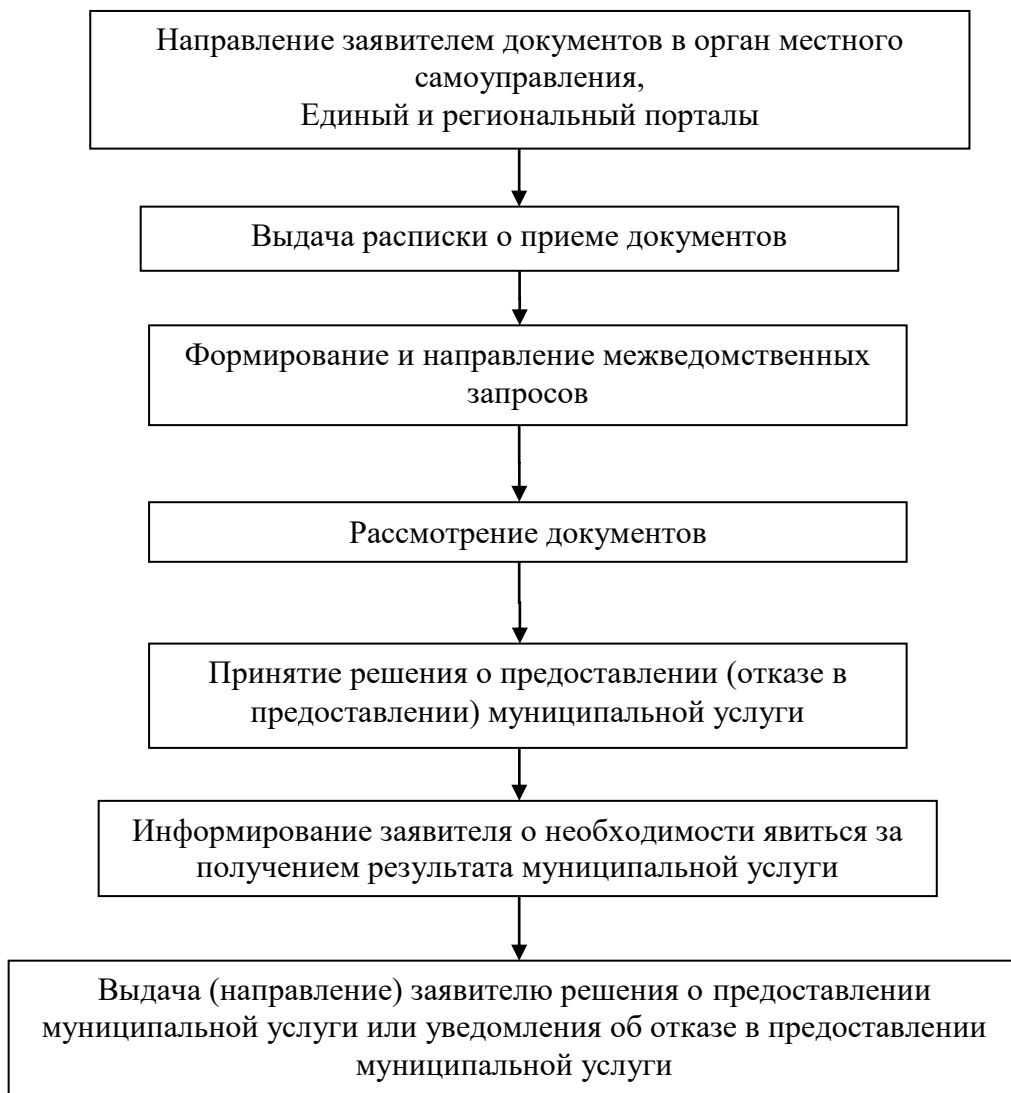 Направление заявителем документов в орган местного
самоуправления,
Единый и региональный порталы
Выдача расписки о приеме документов
Формирование и направление межведомственных
запросов
Рассмотрение документов
Принятие решения о предоставлении (отказе в
предоставлении) муниципальной услуги
Информирование заявителя о необходимости явиться за
получением результата муниципальной услуги
Выдача (направление) заявителю решения о предоставлении
муниципальной услуги или уведомления об отказе в предоставлении
муниципальной услуги